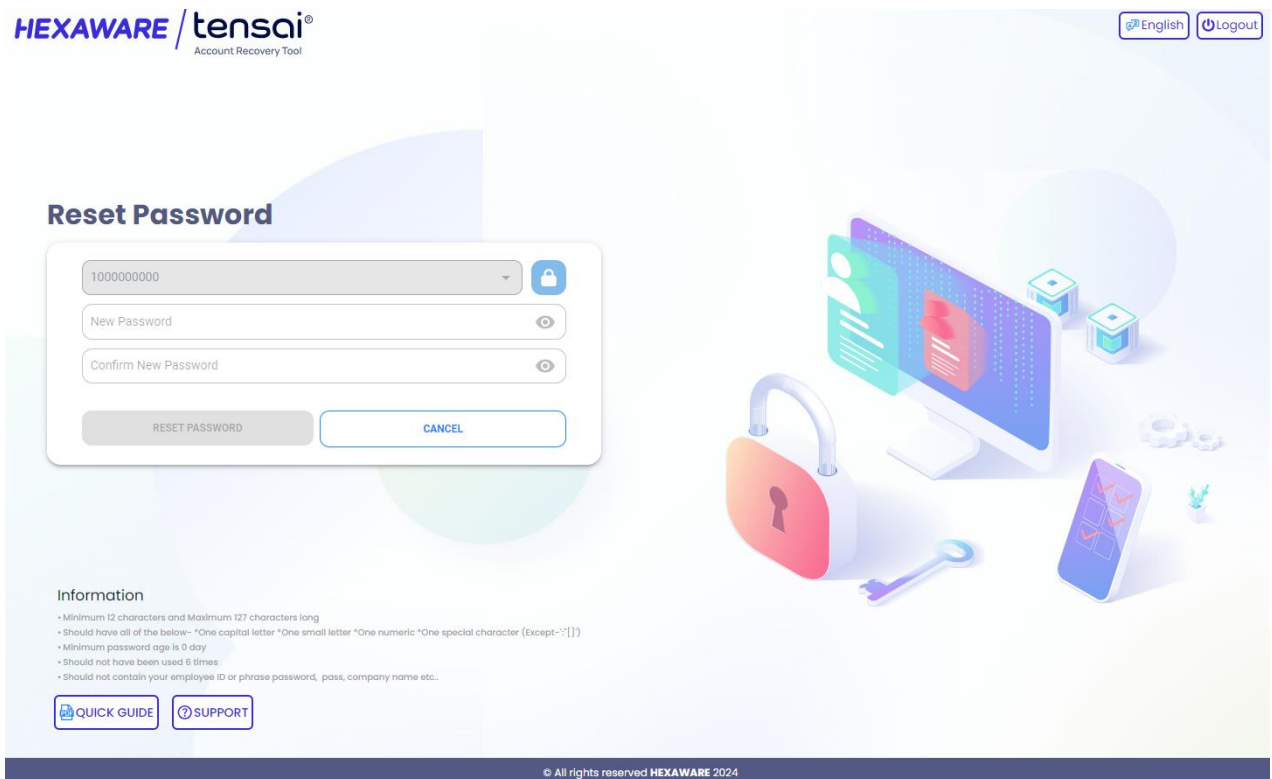 HEXAWARE / tensai®
Account Recovery Tool
English
Logout
Reset Password
1000000000
New Password
Confirm New Password
RESET PASSWORD
CANCEL
Information
• Minimum 12 characters and Maximum 127 characters long
• Should have all of the below- *One capital letter *One small letter *One numeric *One special character (Except-':"[]')
• Minimum password age is 0 day
• Should not have been used 6 times
• Should not contain your employee ID or phrase password, pass, company name etc..
QUICK GUIDE
SUPPORT
© All rights reserved HEXAWARE 2024